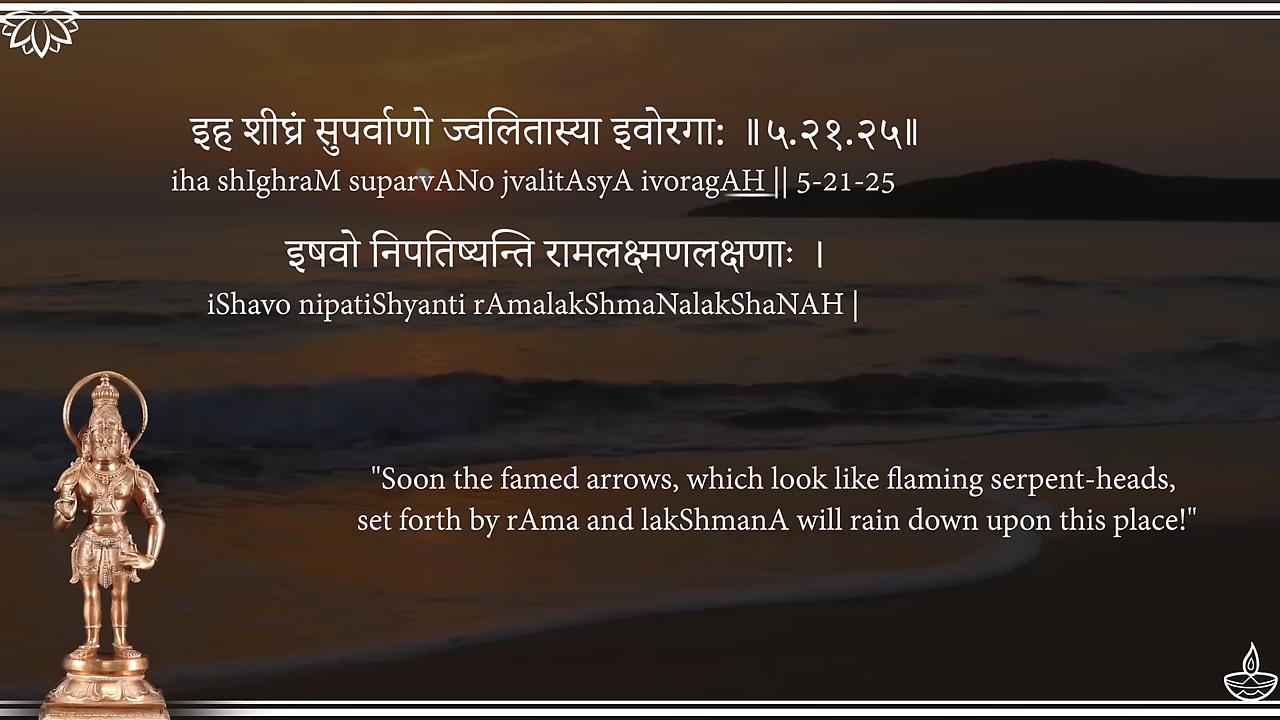 इह शीघ्रं सुपर्वाणो ज्वलितास्या इवोरगा: ॥५.२१.२५॥
iha shIghraM suparvANo jvalitAsyA ivoragAH || 5-21-25
इषवो निपतिष्यन्ति रामलक्ष्मणलक्षणाः ।
iShavo nipatiShyanti rAmalakShmaNalakShaNAH |
"Soon the famed arrows, which look like flaming serpent-heads,
set forth by rAma and lakShmanA will rain down upon this place!"